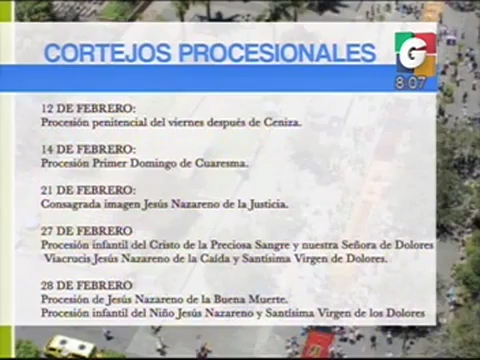 CORTEJOS PROCESIONALES
G
8:07
12 DE FEBRERO:
Procesión penitencial del viernes después de Ceniza.
14 DE FEBRERO:
Procesión Primer Domingo de Cuaresma.
21 DE FEBRERO:
Consagrada imagen Jesús Nazareno de la Justicia.
27 DE FEBRERO
Procesión infantil del Cristo de la Preciosa Sangre y nuestra Señora de Dolores
Viacrucis Jesús Nazareno de la Caída y Santísima Virgen de Dolores.
28 DE FEBRERO
Procesión de Jesús Nazareno de la Buena Muerte.
Procesión infantil del Niño Jesús Nazareno y Santísima Virgen de los Dolores